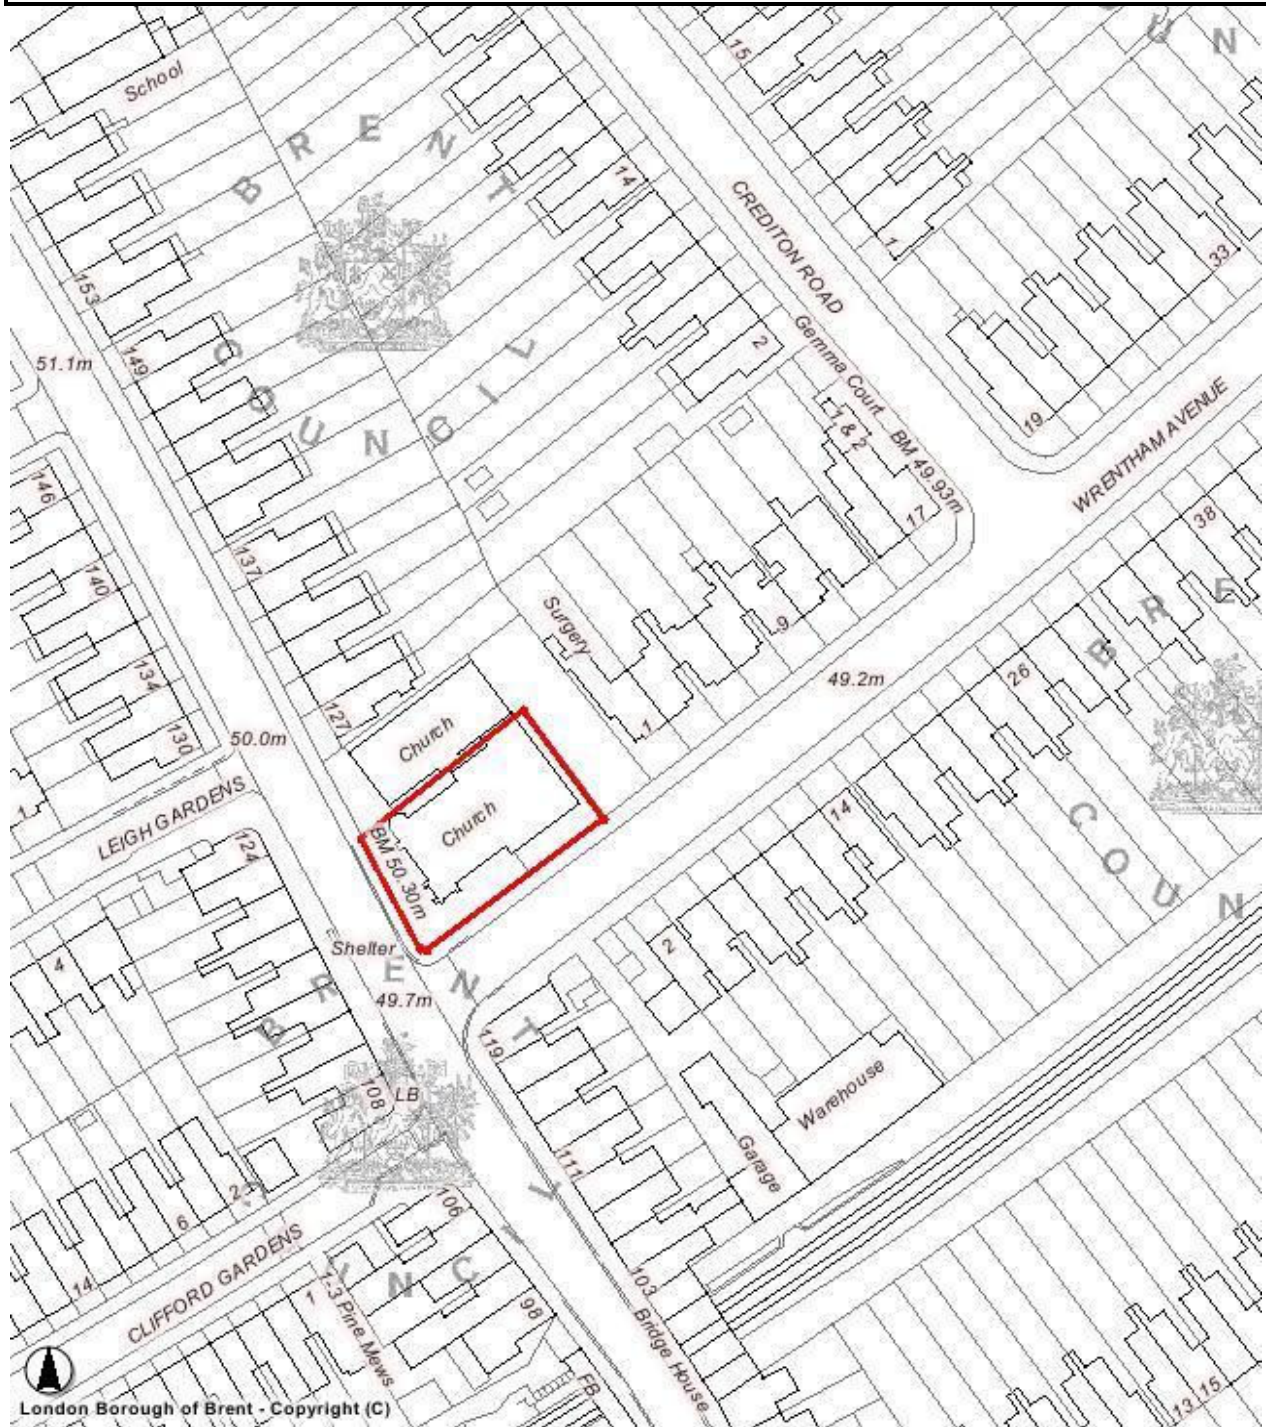 School
15
BRENT COUNCIL
14
CREDITON ROAD
1
33
153
51.1m
149
2
Gemma Court
1 & 2
BM 49.93m
19
WRENTHAM AVENUE
17
146
137
140
38
Surgery
9
134
127
130
50.0m
49.2m
26
1
Church
Church
BM 50.30m
1
LEIGH GARDENS
124
14
Shelter
4
2
49.7m
119
108
LB
Warehouse
Garage
111
2
6
106
14
CLIFFORD GARDENS
1
1-3 Pine Mews
98
103
Bridge House
FB
13-15
UN
BRE
COUN
BRENT
UNC
London Borough of Brent - Copyright (C)